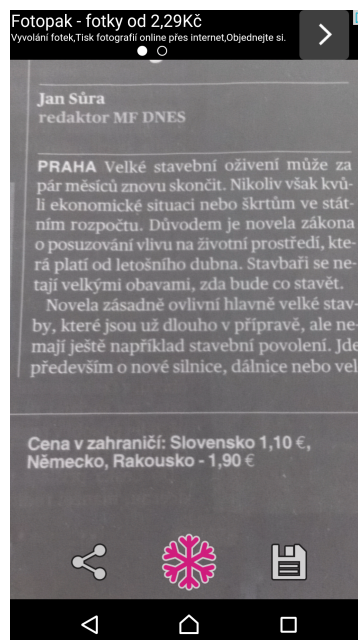 Fotopak - fotky od 2,29Kč
Vyvolání fotek,Tisk fotografií online přes internet,Objednejte si.
Jan Sůra
redaktor MF DNES
PRAHA Velké stavební oživení může za
pár měsíců znovu skončit. Nikoliv však kvů-
li ekonomické situaci nebo škrtům ve stát-
ním rozpočtu. Důvodem je novela zákona
o posuzování vlivu na životní prostředí, kte-
rá platí od letošního dubna. Stavbaři se ne-
tají velkými obavami, zda bude co stavět.
Novela zásadně ovlivní hlavně velké stav-
by, které jsou už dlouho v přípravě, ale ne-
mají ještě například stavební povolení. Jde
především o nové silnice, dálnice nebo vel
Cena v zahraničí: Slovensko 1,10 €,
Německo, Rakousko - 1,90 €